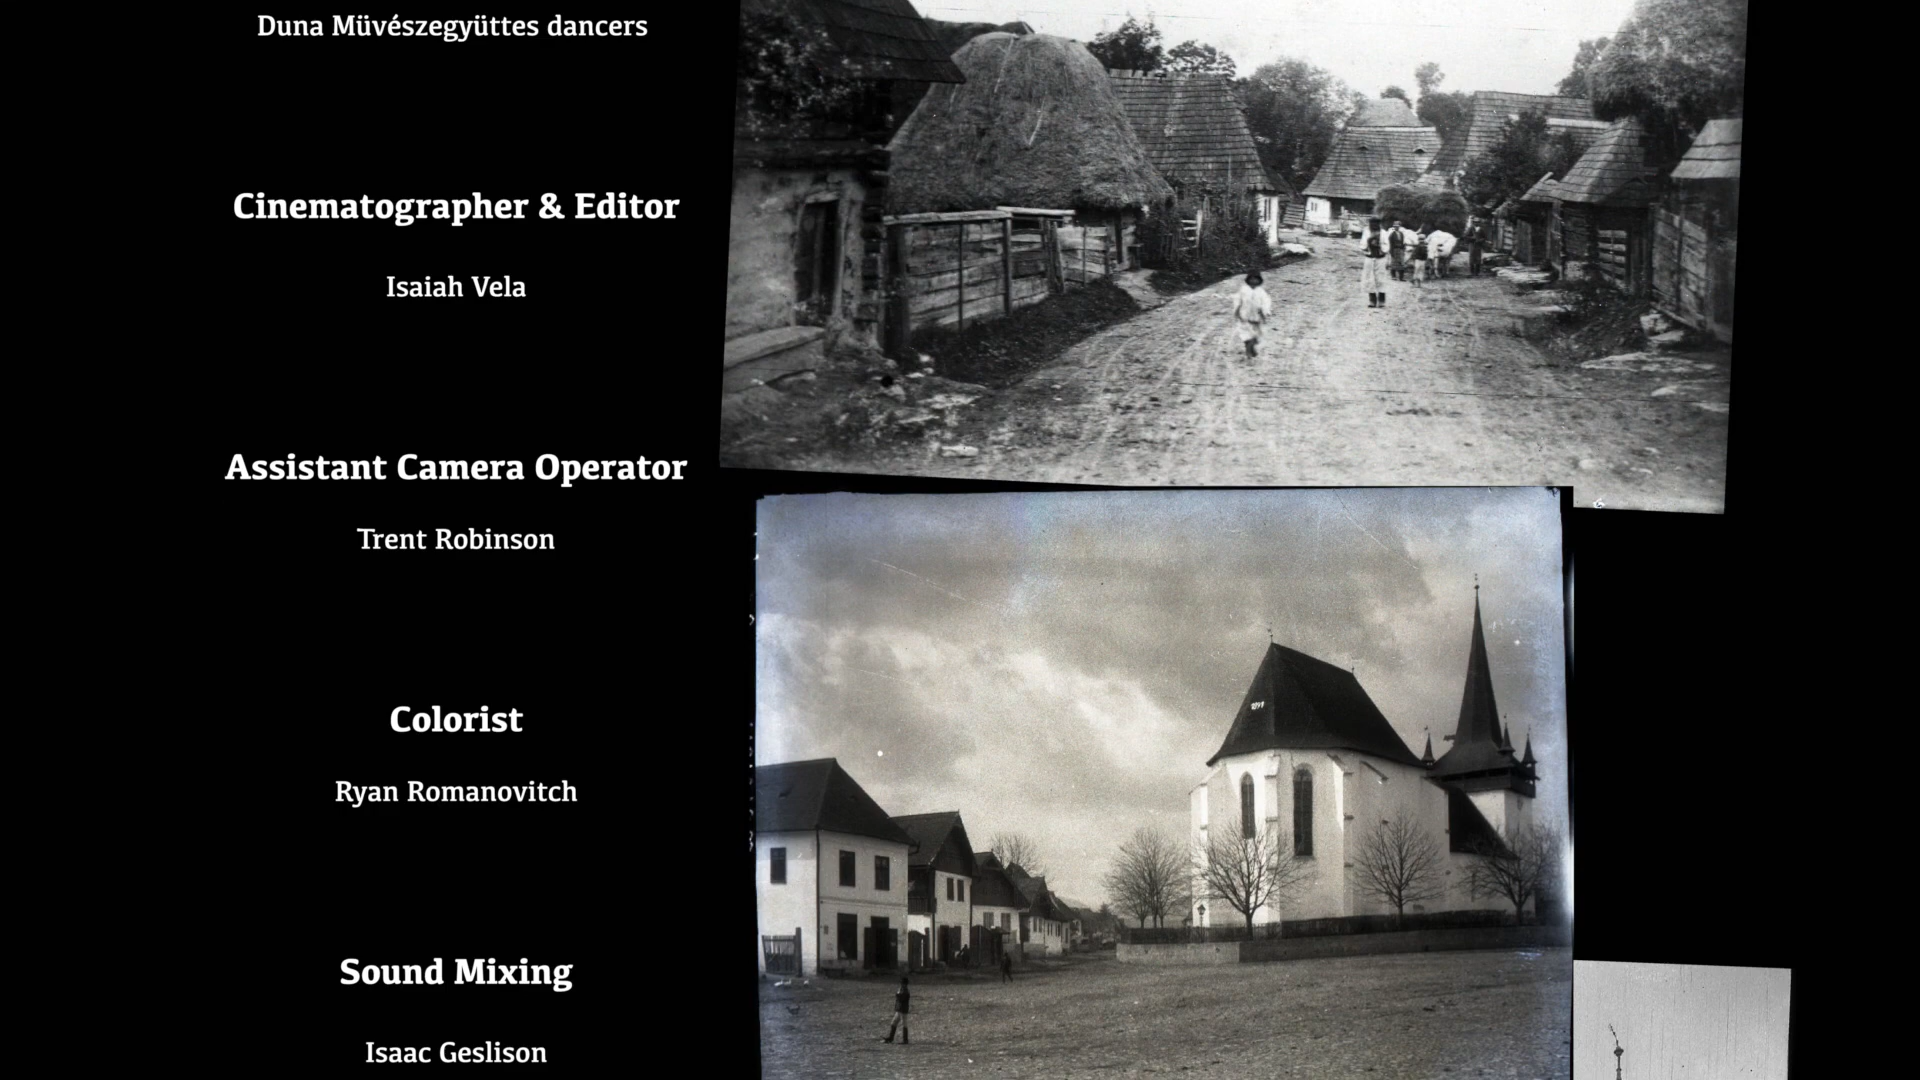 Duna Müvészegyüttes dancers
Cinematographer & Editor
Isaiah Vela
Assistant Camera Operator
Trent Robinson
Colorist
Ryan Romanovitch
Sound Mixing
Isaac Geslison